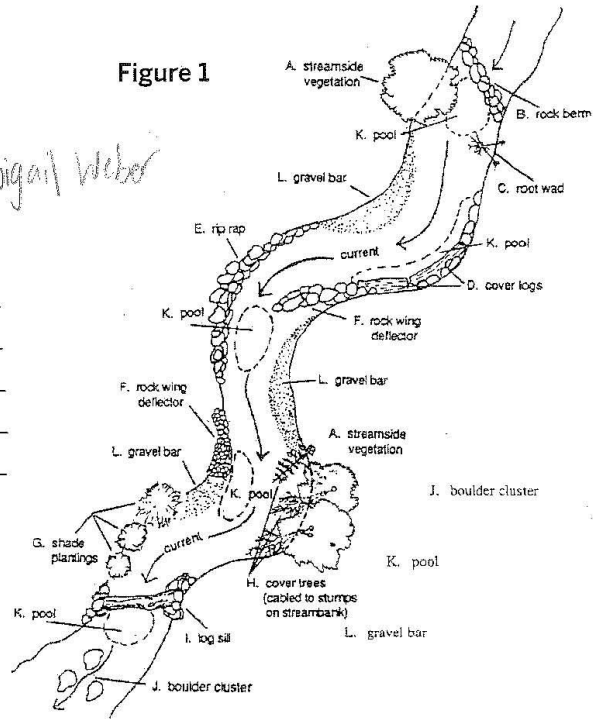 Figure 1
A. streamside
vegetation
B. rock berm
K. pool
C. root wad
L. gravel bar
E. rip rap
K. pool
current
D. cover logs
K. pool
F. rock wing
deflector
L. gravel bar
F. rock wing
deflector
A. streamside
vegetation
L. gravel bar
K. pool
J. boulder cluster
G. shade
plantings
current
K. pool
H. cover trees
(cabled to stumps
on streambank)
K. pool
I. log sill
L. gravel bar
J. boulder cluster
igail Weber